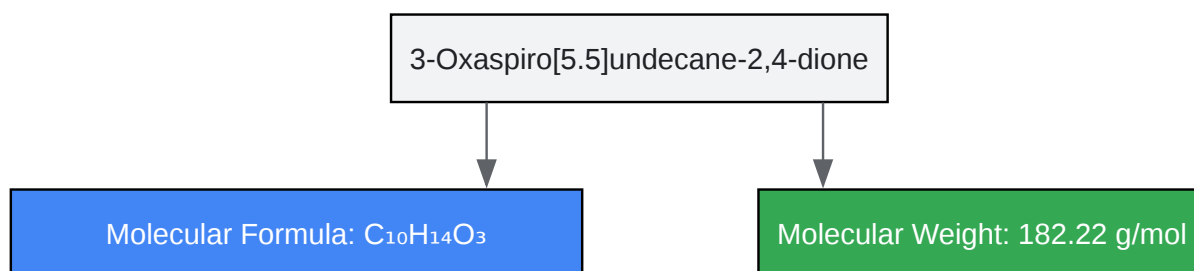 3-Oxaspiro[5.5]undecane-2,4-dione
Molecular Formula: C₁₀H₁₄O₃
Molecular Weight: 182.22 g/mol